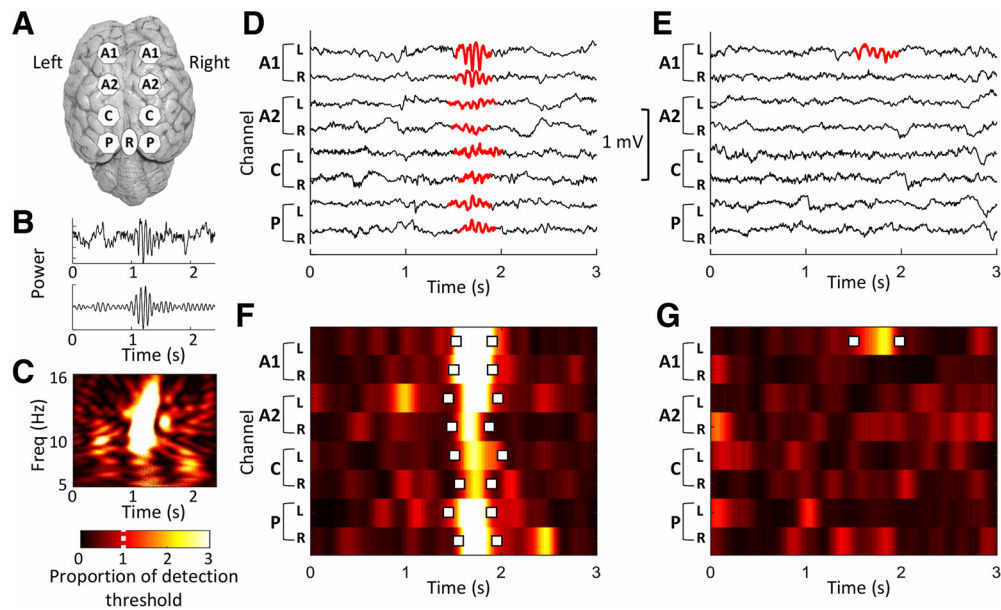 A
Left
Right
A1 A1
A2 A2
C C
P R P
B
Power
0 1 2
0 1 2
Time (s)
C
Freq (Hz)
16
10
5
0 1 2
Time (s)
0 1 2 3
Proportion of detection
threshold
D
Channel
A1 L
R
A2 L
R
C L
R
P L
R
0 1 2 3
Time (s)
1 mV
E
A1 L
R
A2 L
R
C L
R
P L
R
0 1 2 3
Time (s)
F
Channel
A1 L
R
A2 L
R
C L
R
P L
R
0 1 2 3
Time (s)
G
A1 L
R
A2 L
R
C L
R
P L
R
0 1 2 3
Time (s)